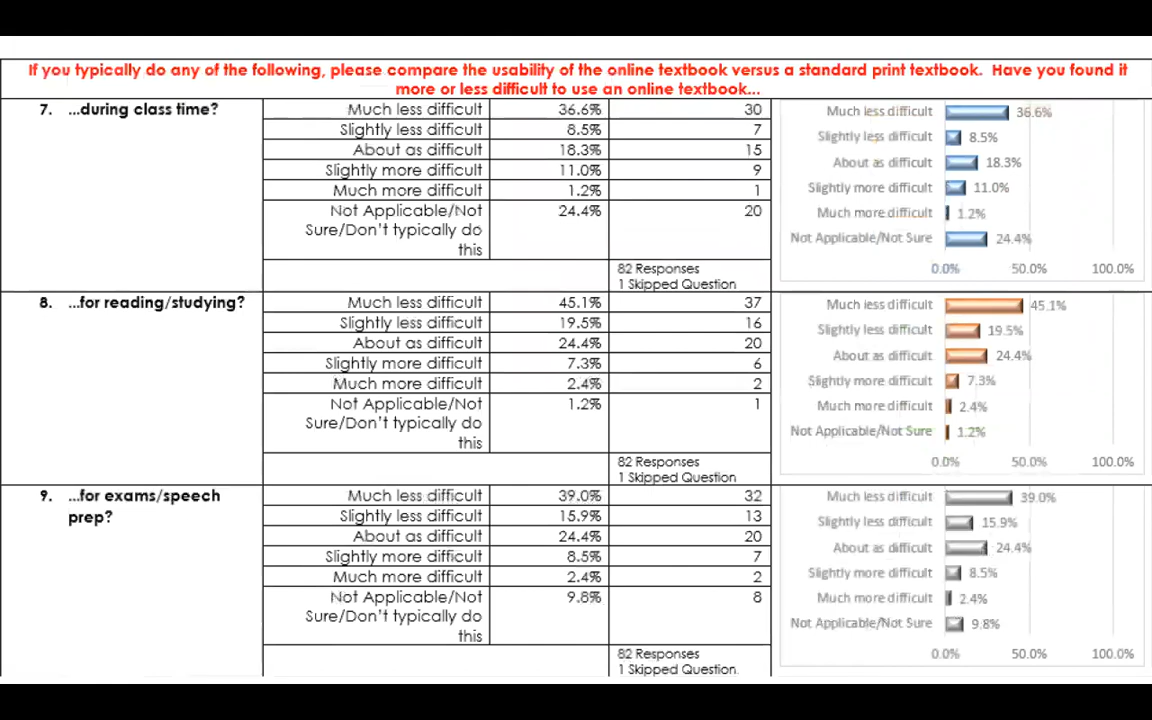 If you typically do any of the following, please compare the usability of the online textbook versus a standard print textbook.  Have you found it
more or less difficult to use an online textbook...
7. ...during class time?
Much less difficult 36.6% 30
Slightly less difficult 8.5% 7
About as difficult 18.3% 15
Slightly more difficult 11.0% 9
Much more difficult 1.2% 1
Not Applicable/Not 24.4% 20
Sure/Don't typically do
this
82 Responses
1 Skipped Question
Much less difficult 36.6%
Slightly less difficult 8.5%
About as difficult 18.3%
Slightly more difficult 11.0%
Much more difficult 1.2%
Not Applicable/Not Sure 24.4%
0.0% 50.0% 100.0%
8. ...for reading/studying?
Much less difficult 45.1% 37
Slightly less difficult 19.5% 16
About as difficult 24.4% 20
Slightly more difficult 7.3% 6
Much more difficult 2.4% 2
Not Applicable/Not 1.2% 1
Sure/Don't typically do
this
82 Responses
1 Skipped Question
Much less difficult 45.1%
Slightly less difficult 19.5%
About as difficult 24.4%
Slightly more difficult 7.3%
Much more difficult 2.4%
Not Applicable/Not Sure 1.2%
0.0% 50.0% 100.0%
9. ...for exams/speech
prep?
Much less difficult 39.0% 32
Slightly less difficult 15.9% 13
About as difficult 24.4% 20
Slightly more difficult 8.5% 7
Much more difficult 2.4% 2
Not Applicable/Not 9.8% 8
Sure/Don't typically do
this
82 Responses
1 Skipped Question
Much less difficult 39.0%
Slightly less difficult 15.9%
About as difficult 24.4%
Slightly more difficult 8.5%
Much more difficult 2.4%
Not Applicable/Not Sure 9.8%
0.0% 50.0% 100.0%